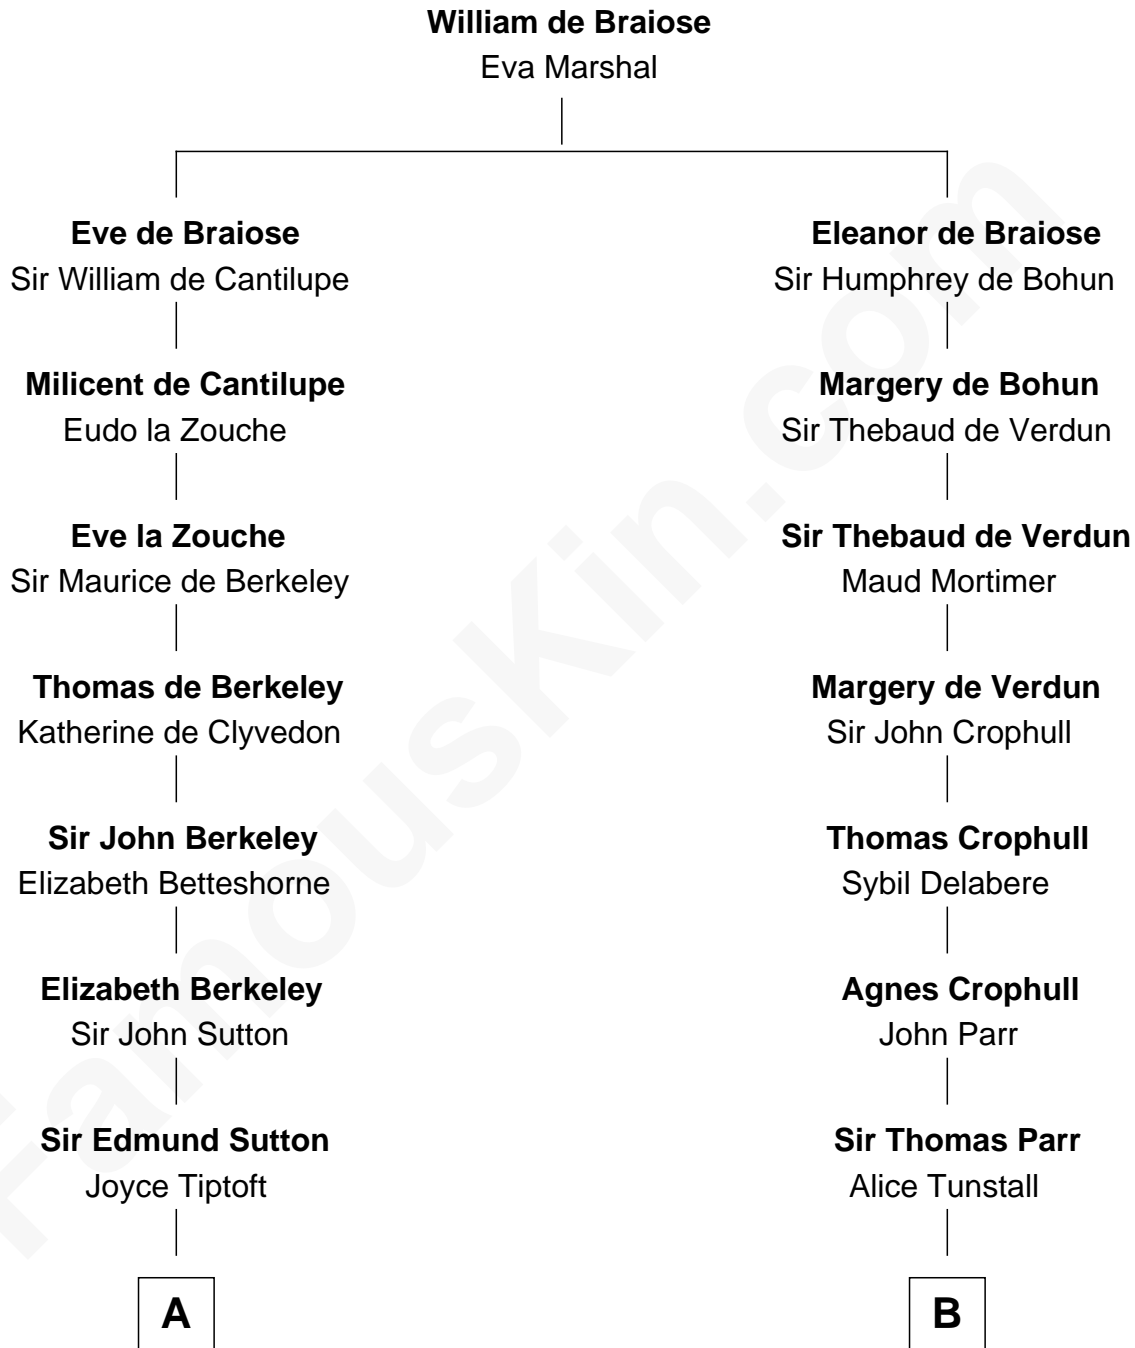 William de Braiose
Eva Marshal
Eve de Braiose
Sir William de Cantilupe
Milicent de Cantilupe
Eudo la Zouche
Eve la Zouche
Sir Maurice de Berkeley
Thomas de Berkeley
Katherine de Clyvedon
Sir John Berkeley
Elizabeth Betteshorne
Elizabeth Berkeley
Sir John Sutton
Sir Edmund Sutton
Joyce Tiptoft
A
Eleanor de Braiose
Sir Humphrey de Bohun
Margery de Bohun
Sir Thebaud de Verdun
Sir Thebaud de Verdun
Maud Mortimer
Margery de Verdun
Sir John Crophull
Thomas Crophull
Sybil Delabere
Agnes Crophull
John Parr
Sir Thomas Parr
Alice Tunstall
B
FamousKin.com